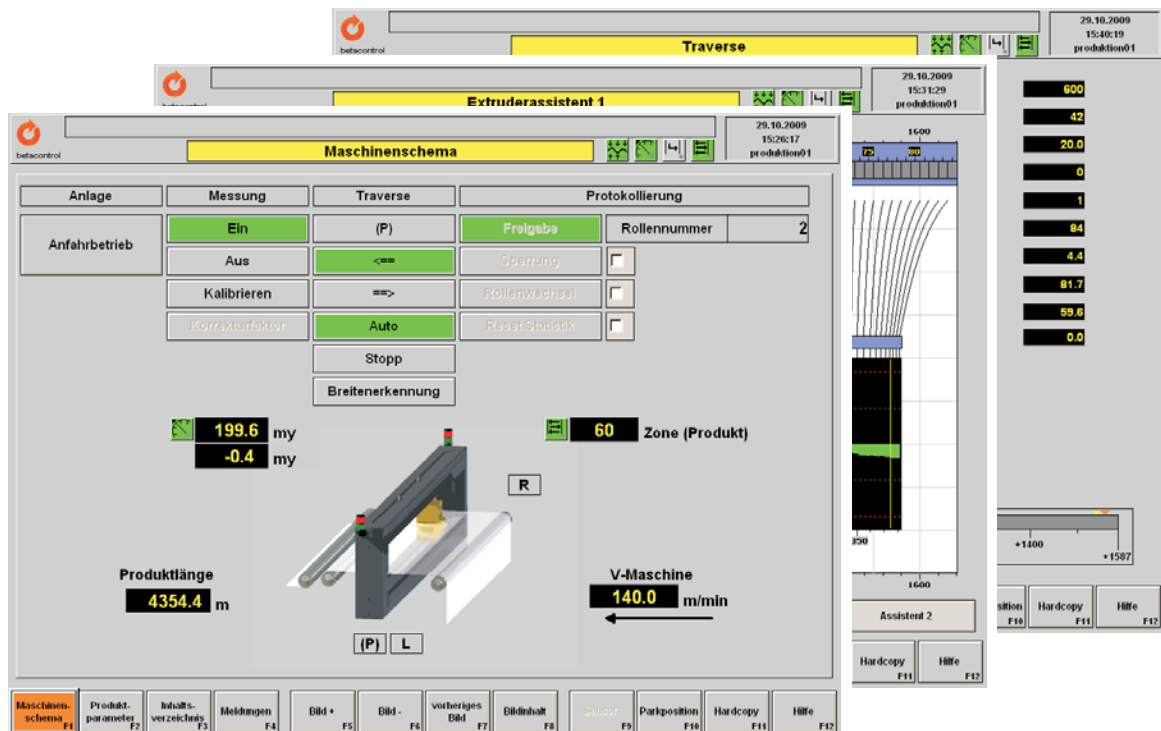 29.10.2009
15:40:19
produktion01
betacontrol
Traverse
600
42
20.0
0
1
84
4.4
81.7
59.6
0.0
+1400
+1587
Hardcopy F11
Hilfe F12
29.10.2009
15:31:29
produktion01
Extruderassistent 1
1600
75 80
1600
Assistent 2
Hardcopy F11
Hilfe F12
betacontrol
Maschinenschema
29.10.2009
15:26:17
produktion01
Anlage Messung Traverse Protokollierung
Anfahrbetrieb Ein (P) Freigabe Rollennummer 2
Aus <== Sperrung
Kalibrieren ==> Rollenwechsel
Korrekturfaktor Auto Reset Statistik
Stopp
Breitenerkennung
199.6 my
-0.4 my
60 Zone (Produkt)
R
Produktlänge
4354.4 m
V-Maschine
140.0 m/min
(P) L
Maschinen-
schema F1
Produkt-
parameter F2
Inhalts-
verzeichnis F3
Meldungen F4
Bild + F5
Bild - F6
vorheriges
Bild F7
Bildinhalt F8
Sensor F9
Parkposition F10
Hardcopy F11
Hilfe F12